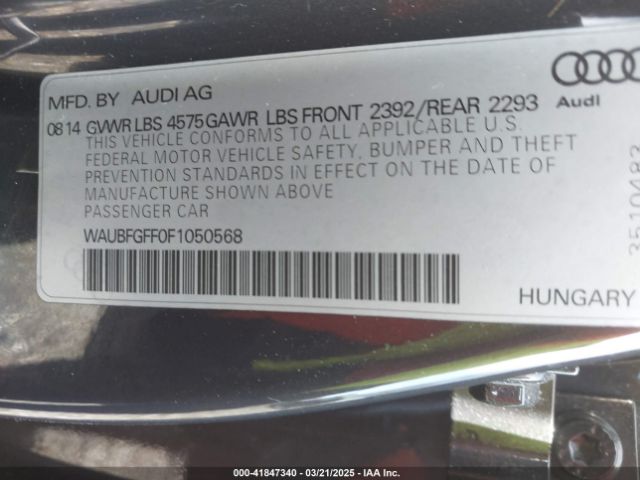 MFD. BY AUDI AG
Audi
0814 GVWR LBS 4575 GAWR LBS FRONT 2392/REAR 2293
THIS VEHICLE CONFORMS TO ALL APPLICABLE U.S.
FEDERAL MOTOR VEHICLE SAFETY, BUMPER AND THEFT
PREVENTION STANDARDS IN EFFECT ON THE DATE OF
MANUFACTURE SHOWN ABOVE
PASSENGER CAR
WAUBFGFF0F1050568
HUNGARY
000-41847340 - 03/21/2025 - IAA Inc.